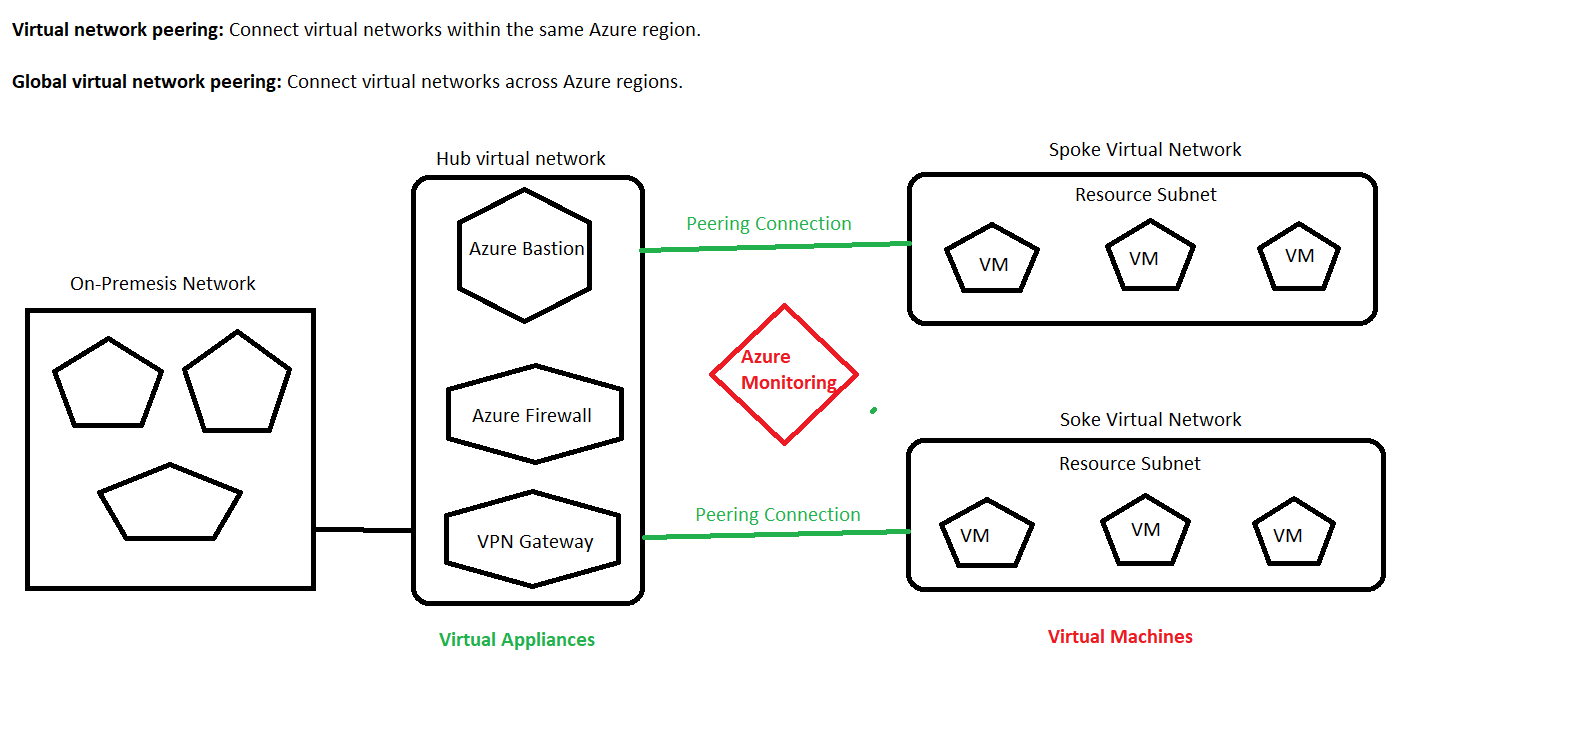 Virtual network peering: Connect virtual networks within the same Azure region.
Global virtual network peering: Connect virtual networks across Azure regions.
Hub virtual network
Spoke Virtual Network
Resource Subnet
Azure Bastion
Peering Connection
VM
VM
VM
On-Premesis Network
Azure
Monitoring
Azure Firewall
Soke Virtual Network
Resource Subnet
Peering Connection
VPN Gateway
VM
VM
VM
Virtual Appliances
Virtual Machines